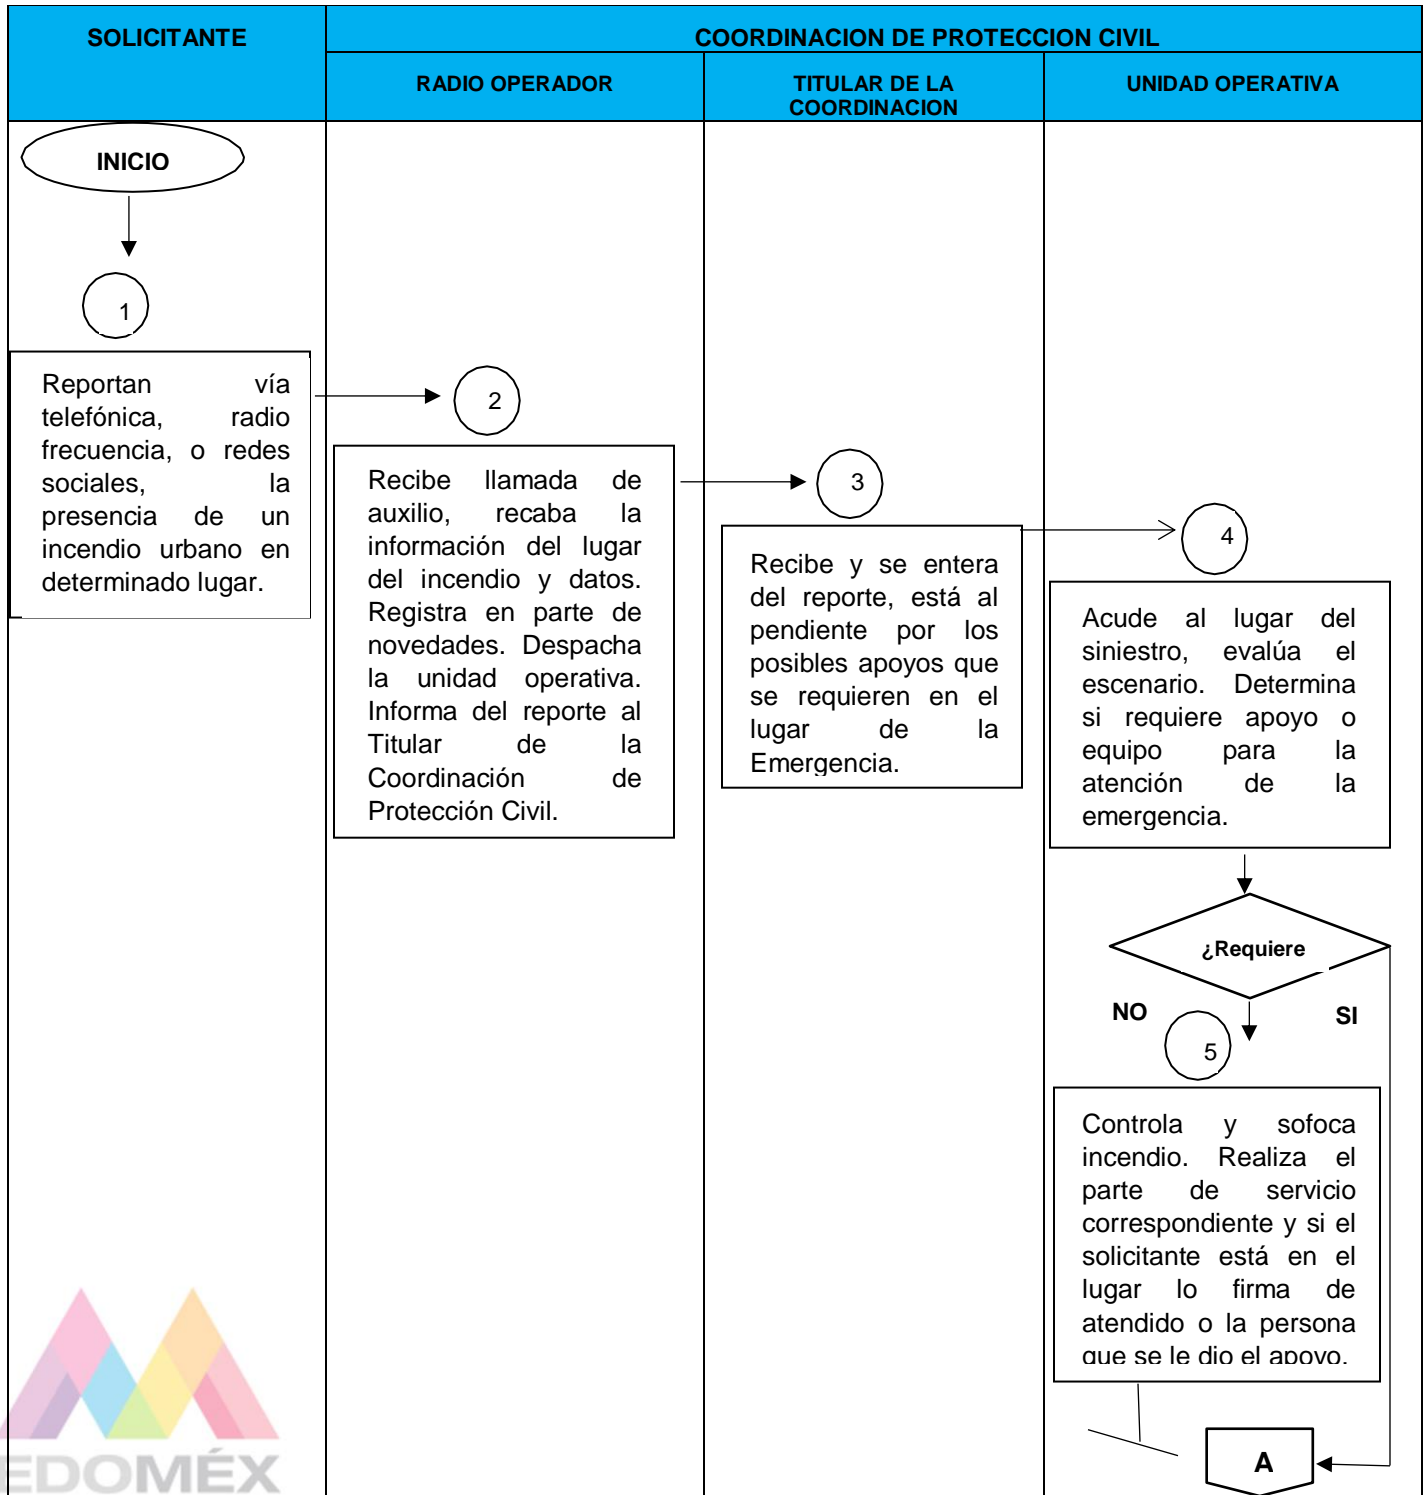 SOLICITANTE
COORDINACION DE PROTECCION CIVIL
RADIO OPERADOR
TITULAR DE LA
COORDINACION
UNIDAD OPERATIVA
INICIO
1
Reportan vía
telefónica, radio
frecuencia, o redes
sociales, la
presencia de un
incendio urbano en
determinado lugar.
2
Recibe llamada de
auxilio, recaba la
información del lugar
del incendio y datos.
Registra en parte de
novedades. Despacha
la unidad operativa.
Informa del reporte al
Titular de la
Coordinación de
Protección Civil.
3
Recibe y se entera
del reporte, está al
pendiente por los
posibles apoyos que
se requieren en el
lugar de la
Emergencia.
4
Acude al lugar del
siniestro, evalúa el
escenario. Determina
si requiere apoyo o
equipo para la
atención de la
emergencia.
¿Requiere
NO
SI
5
Controla y sofoca
incendio. Realiza el
parte de servicio
correspondiente y si el
solicitante está en el
lugar lo firma de
atendido o la persona
que se le dio el apoyo.
A
EDOMÉX